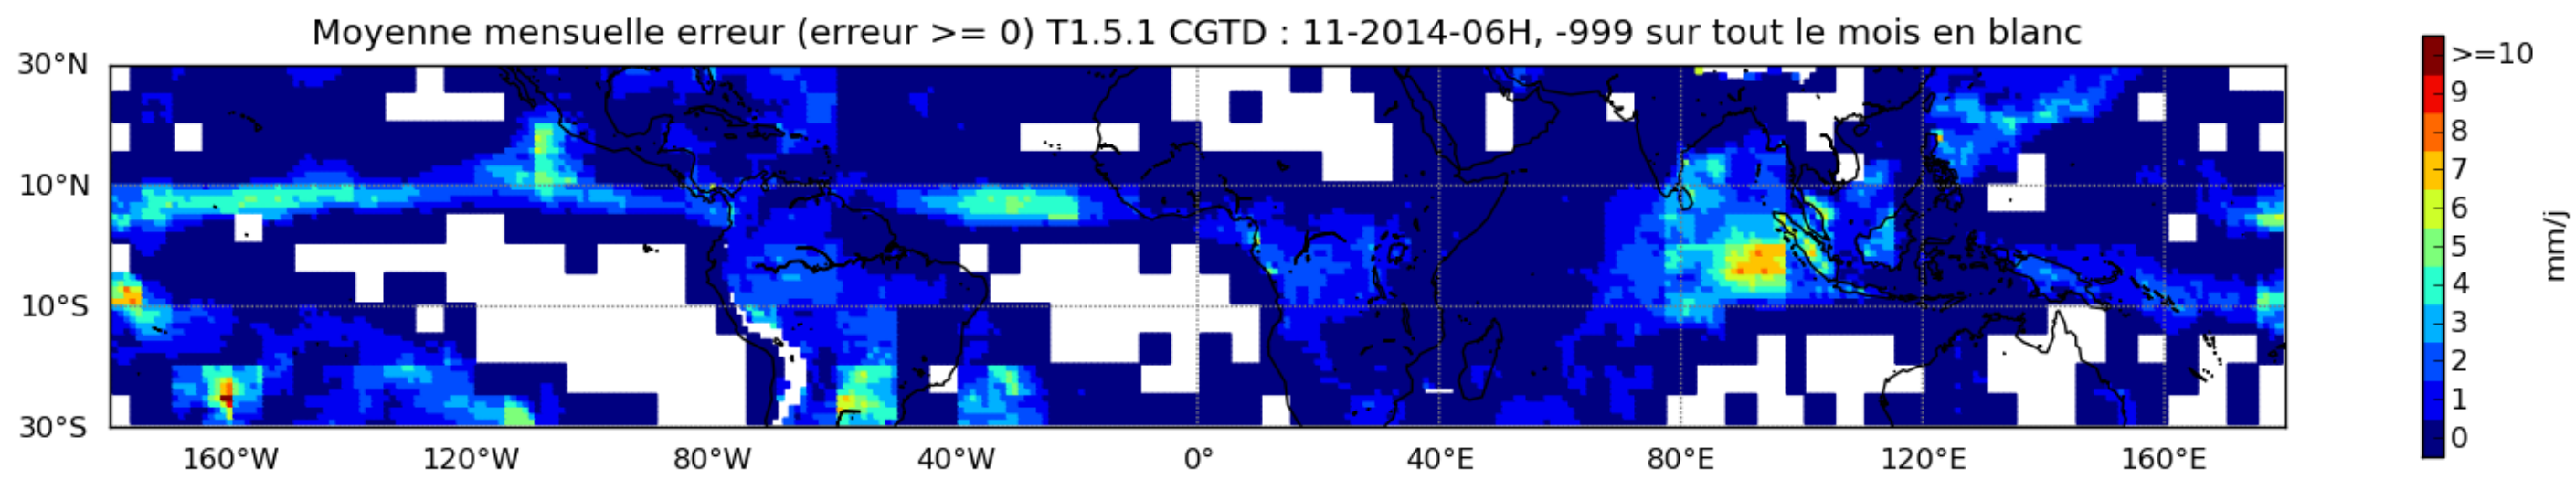 Moyenne mensuelle erreur (erreur >= 0) T1.5.1 CGTD : 11-2014-06H, -999 sur tout le mois en blanc
30°N
10°N
10°S
30°S
160°W 120°W 80°W 40°W 0° 40°E 80°E 120°E 160°E
>=10
9
8
7
6
5
4
3
2
1
0
mm/j